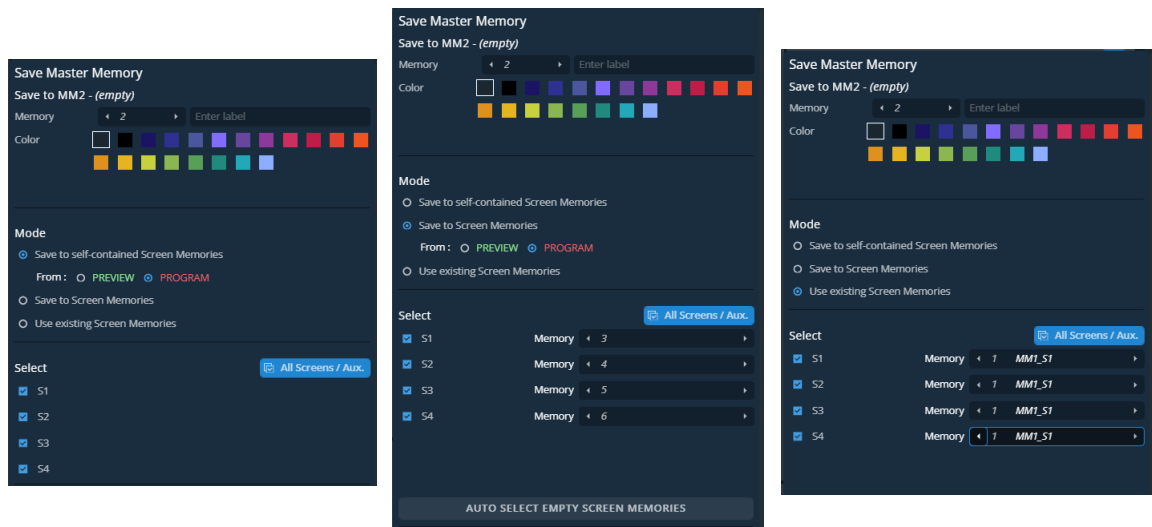 Save Master Memory
Save to MM2 - (empty)
Memory 2 Enter label
Color
Mode
Save to self-contained Screen Memories
From : PREVIEW PROGRAM
Save to Screen Memories
Use existing Screen Memories
Select All Screens / Aux.
S1
S2
S3
S4
Save Master Memory
Save to MM2 - (empty)
Memory 2 Enter label
Color
Mode
Save to self-contained Screen Memories
Save to Screen Memories
From : PREVIEW PROGRAM
Use existing Screen Memories
Select All Screens / Aux.
S1 Memory 3
S2 Memory 4
S3 Memory 5
S4 Memory 6
AUTO SELECT EMPTY SCREEN MEMORIES
Save Master Memory
Save to MM2 - (empty)
Memory 2 Enter label
Color
Mode
Save to self-contained Screen Memories
Save to Screen Memories
Use existing Screen Memories
Select All Screens / Aux.
S1 Memory 1 MM1_S1
S2 Memory 1 MM1_S1
S3 Memory 1 MM1_S1
S4 Memory 1 MM1_S1